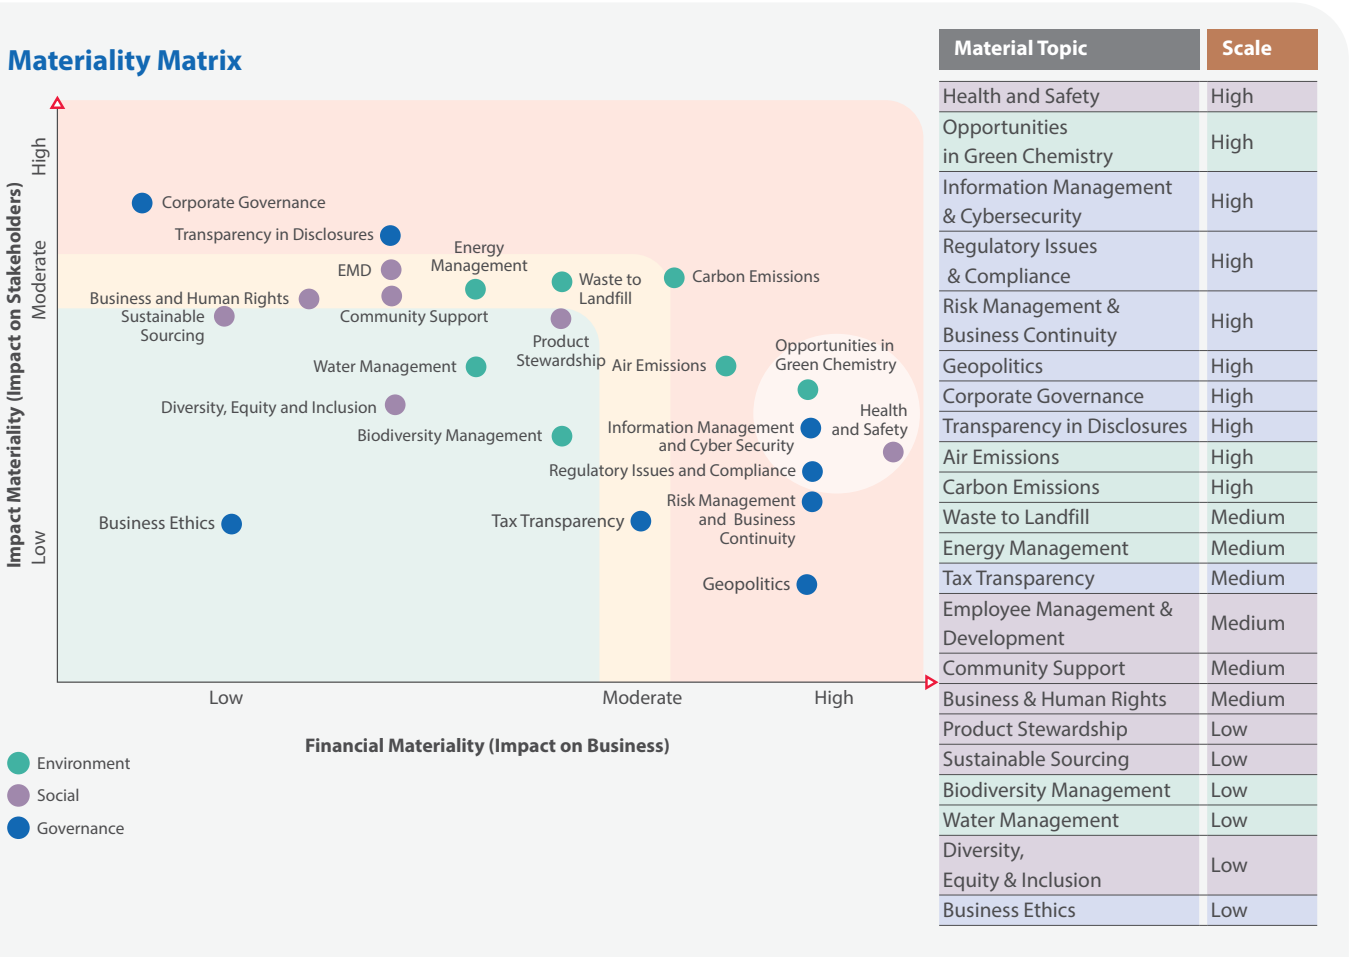 Materiality Matrix
Impact Materiality (Impact on Stakeholders)
High
Moderate
Low
Corporate Governance
Transparency in Disclosures
Energy
Management
EMD
Waste to
Landfill
Carbon Emissions
Business and Human Rights
Sustainable
Sourcing
Community Support
Product
Stewardship
Water Management
Air Emissions
Opportunities in
Green Chemistry
Diversity, Equity and Inclusion
Health
and Safety
Biodiversity Management
Information Management
and Cyber Security
Regulatory Issues and Compliance
Risk Management
and Business
Continuity
Business Ethics
Tax Transparency
Geopolitics
Low
Moderate
High
Financial Materiality (Impact on Business)
Environment
Social
Governance
Material Topic Scale
Health and Safety High
Opportunities
in Green Chemistry High
Information Management
& Cybersecurity High
Regulatory Issues
& Compliance High
Risk Management &
Business Continuity High
Geopolitics High
Corporate Governance High
Transparency in Disclosures High
Air Emissions High
Carbon Emissions High
Waste to Landfill Medium
Energy Management Medium
Tax Transparency Medium
Employee Management &
Development Medium
Community Support Medium
Business & Human Rights Medium
Product Stewardship Low
Sustainable Sourcing Low
Biodiversity Management Low
Water Management Low
Diversity,
Equity & Inclusion Low
Business Ethics Low